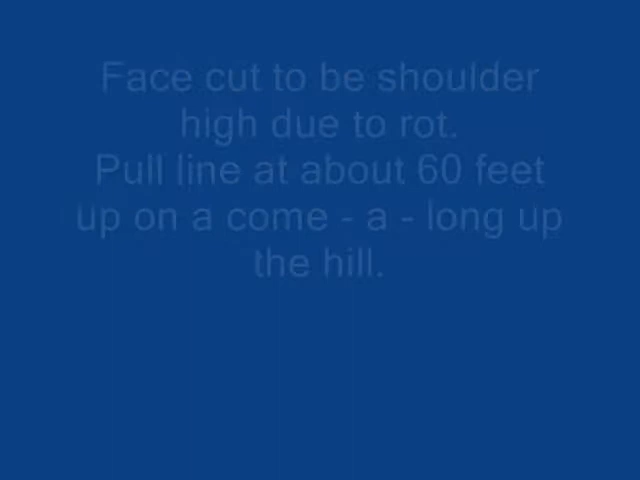 Face cut to be shoulder
high due to rot.
Pull line at about 60 feet
up on a come - a - long up
the hill.